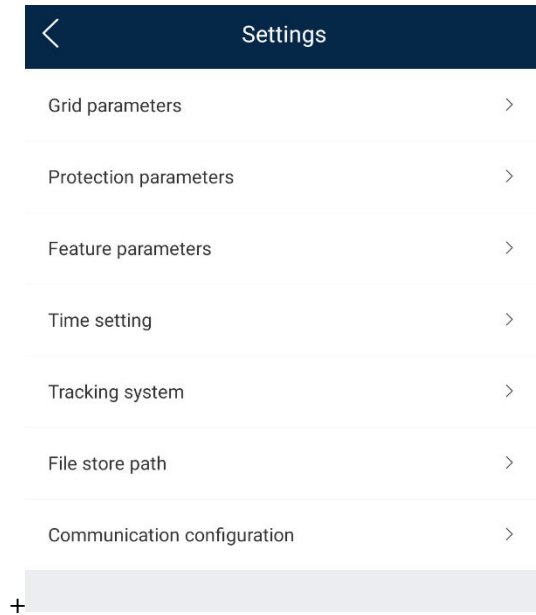 Settings
Grid parameters
Protection parameters
Feature parameters
Time setting
Tracking system
File store path
Communication configuration
+